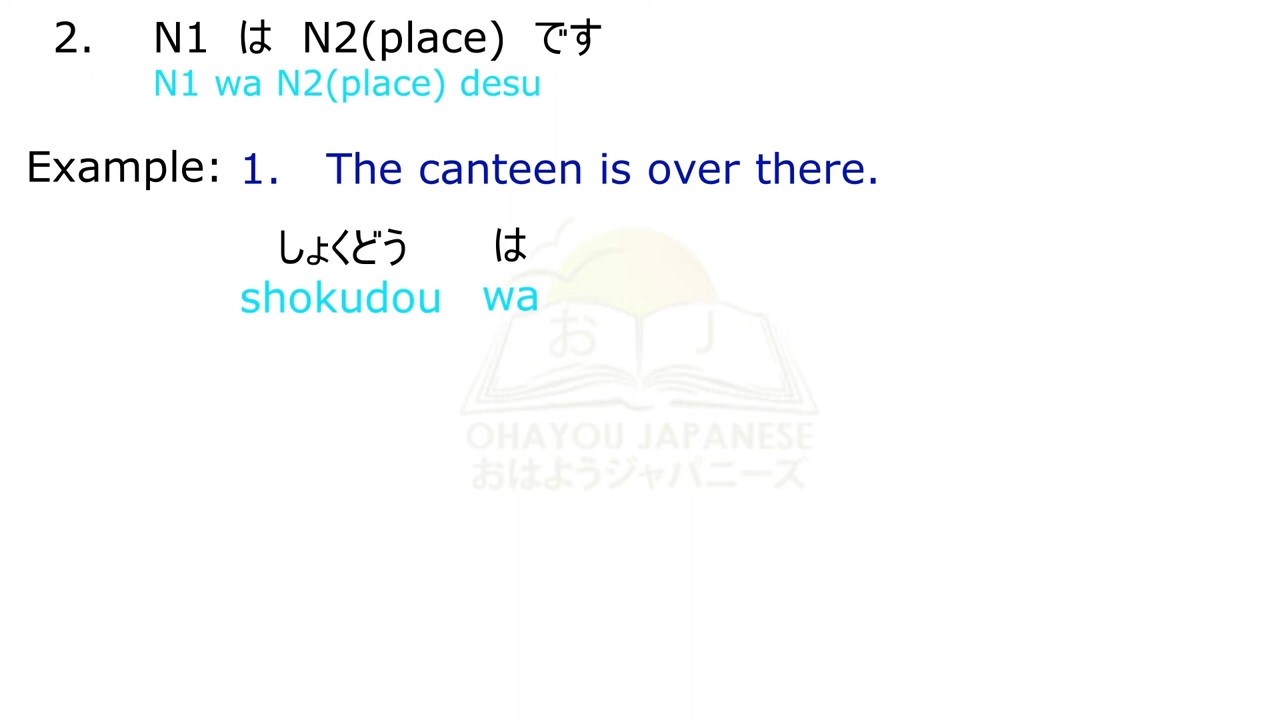 2. N1 は N2(place) です
N1 wa N2(place) desu
Example: 1. The canteen is over there.
しょくどう は
shokudou wa
お J
OHAYOU JAPANESE
おはようジャパニーズ